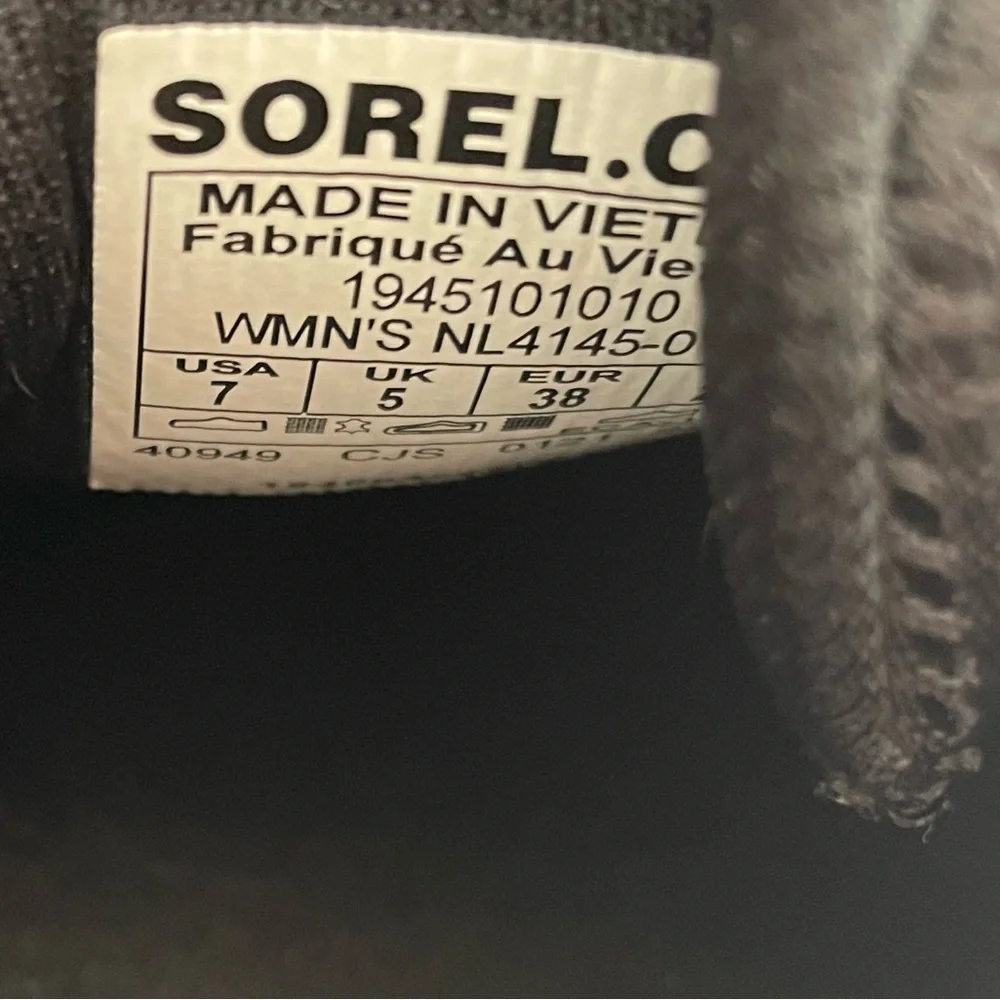 SOREL.C
MADE IN VIET
Fabriqué Au Vie
1945101010
WMN'S NL4145-0
USA UK EUR
7 5 38
40949 CJS 0121